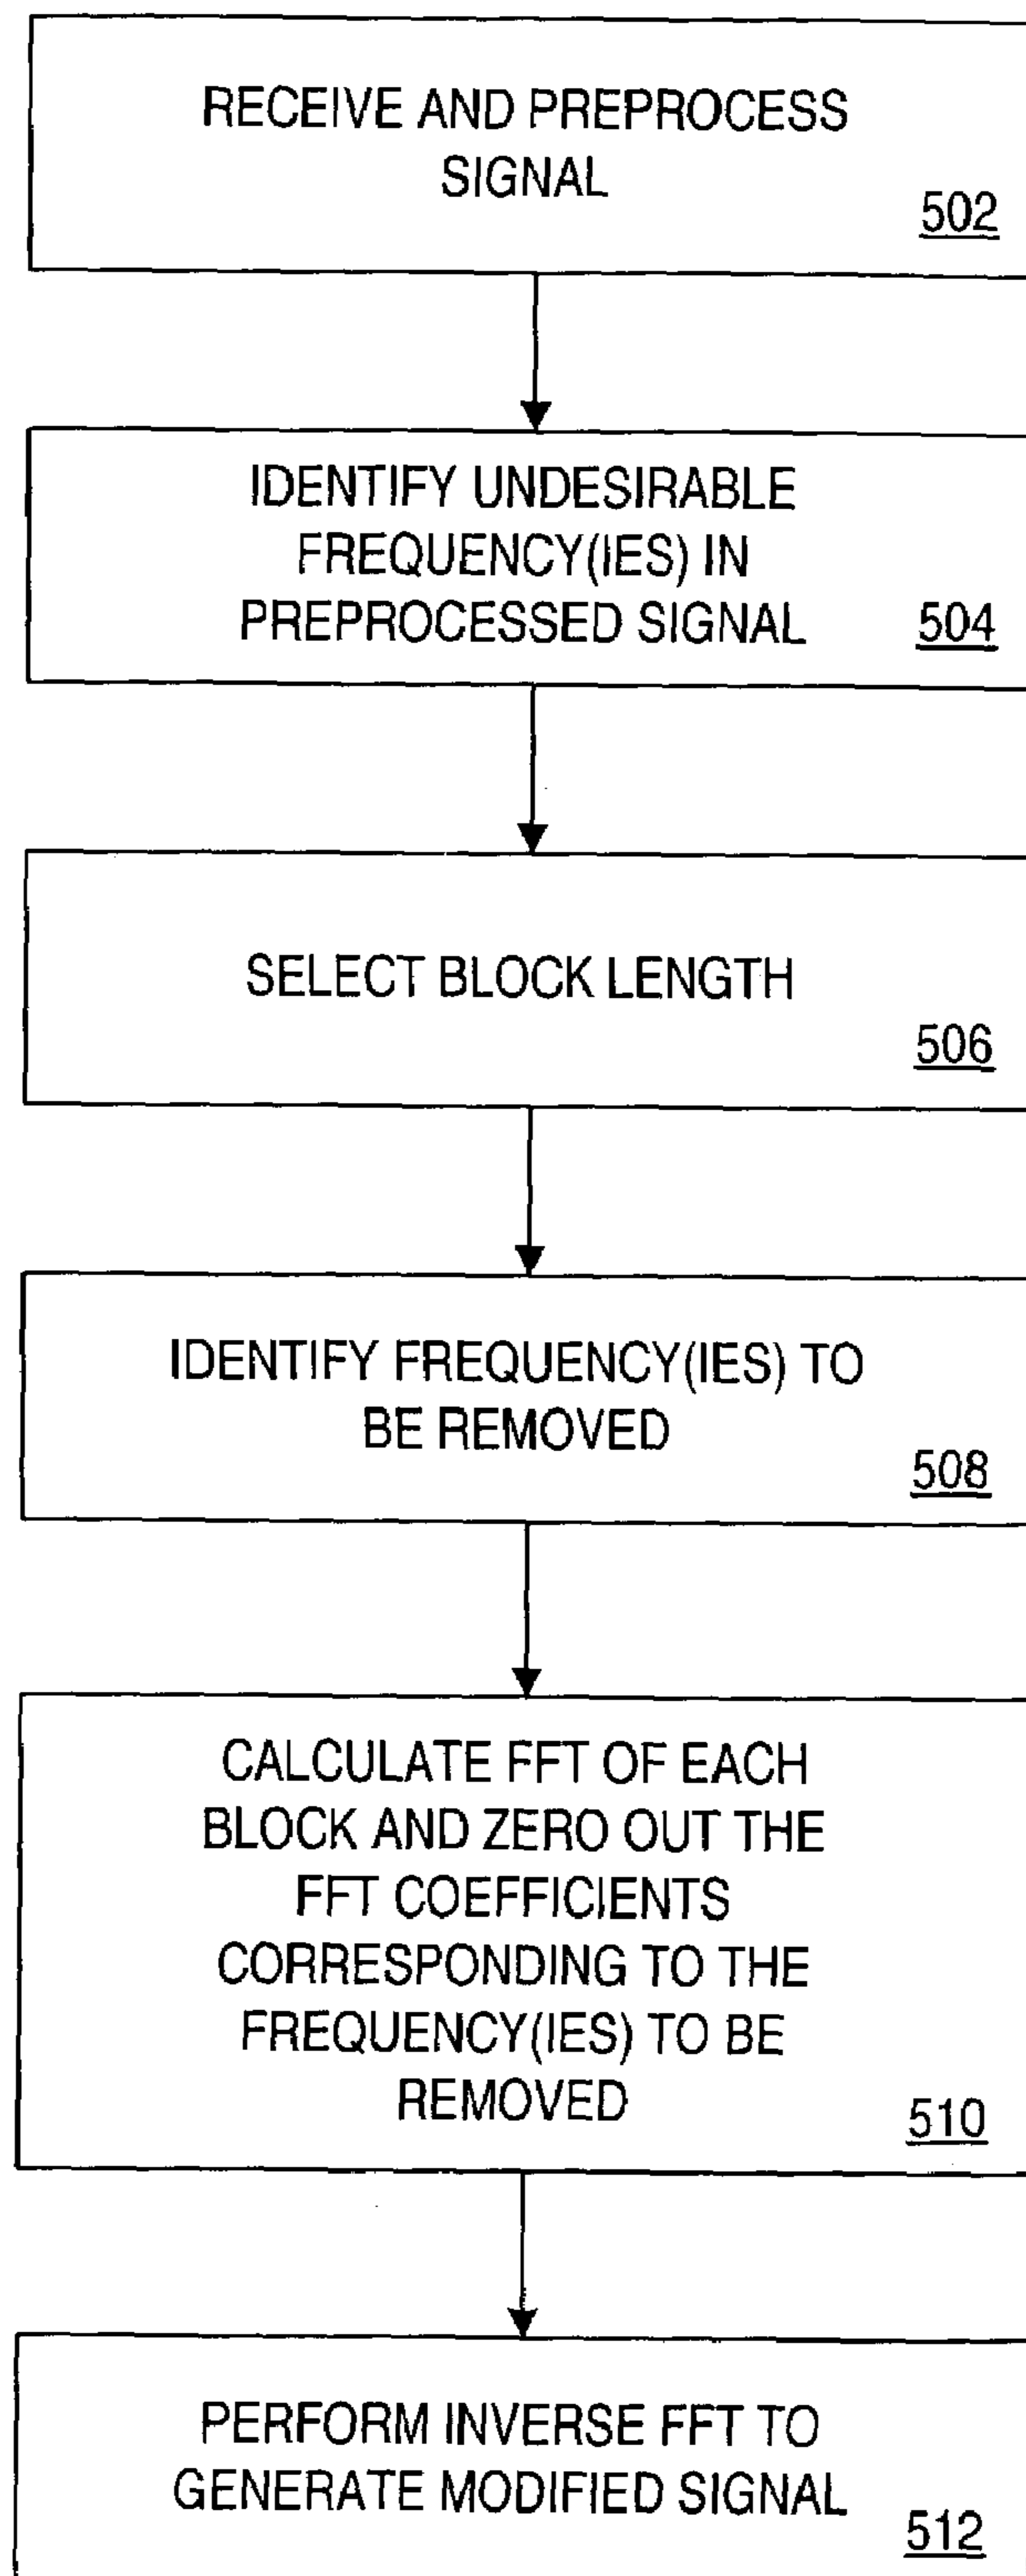 RECEIVE AND PREPROCESS
SIGNAL
502
IDENTIFY UNDESIRABLE
FREQUENCY(IES) IN
PREPROCESSED SIGNAL
504
SELECT BLOCK LENGTH
506
IDENTIFY FREQUENCY(IES) TO
BE REMOVED
508
CALCULATE FFT OF EACH
BLOCK AND ZERO OUT THE
FFT COEFFICIENTS
CORRESPONDING TO THE
FREQUENCY(IES) TO BE
REMOVED
510
PERFORM INVERSE FFT TO
GENERATE MODIFIED SIGNAL
512